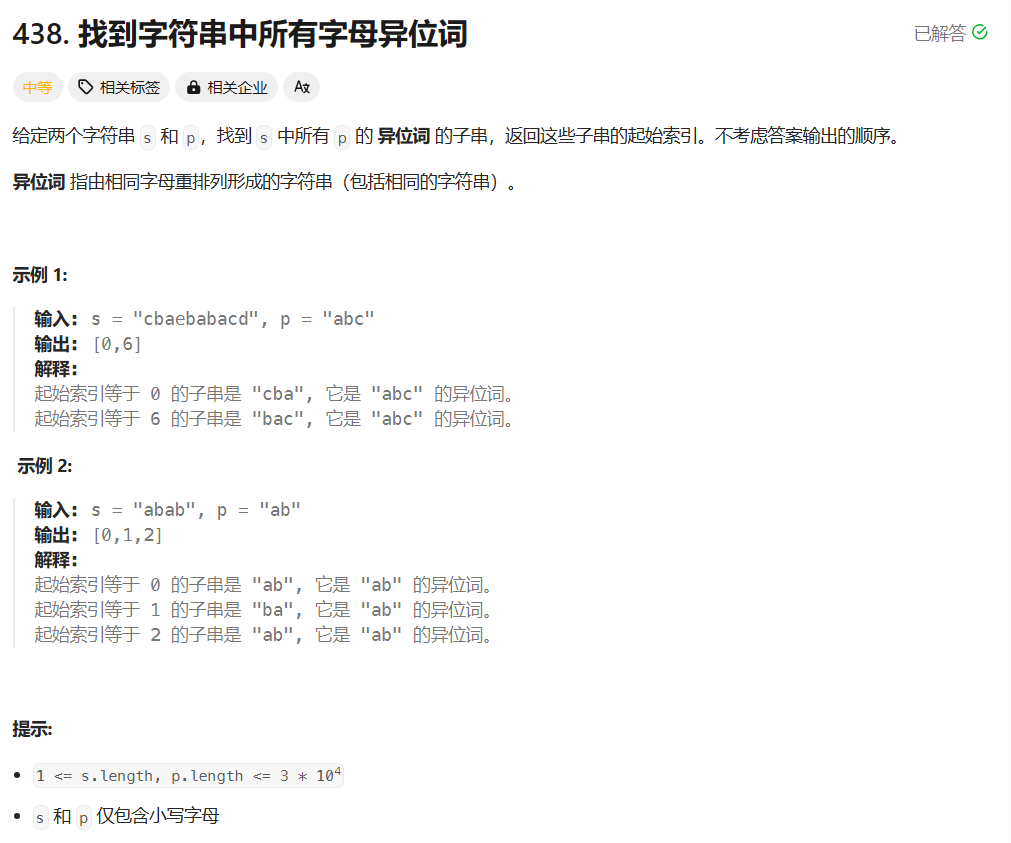 438. 找到字符串中所有字母异位词
已解答
中等 相关标签 相关企业 Aあ
给定两个字符串 s 和 p，找到 s 中所有 p 的 异位词 的子串，返回这些子串的起始索引。不考虑答案输出的顺序。
异位词 指由相同字母重排列形成的字符串（包括相同的字符串）。
示例 1:
输入: s = "cbaebabacd", p = "abc"
输出: [0,6]
解释:
起始索引等于 0 的子串是 "cba", 它是 "abc" 的异位词。
起始索引等于 6 的子串是 "bac", 它是 "abc" 的异位词。
示例 2:
输入: s = "abab", p = "ab"
输出: [0,1,2]
解释:
起始索引等于 0 的子串是 "ab", 它是 "ab" 的异位词。
起始索引等于 1 的子串是 "ba", 它是 "ab" 的异位词。
起始索引等于 2 的子串是 "ab", 它是 "ab" 的异位词。
提示:
• 1 <= s.length, p.length <= 3 * 10⁴
• s 和 p 仅包含小写字母